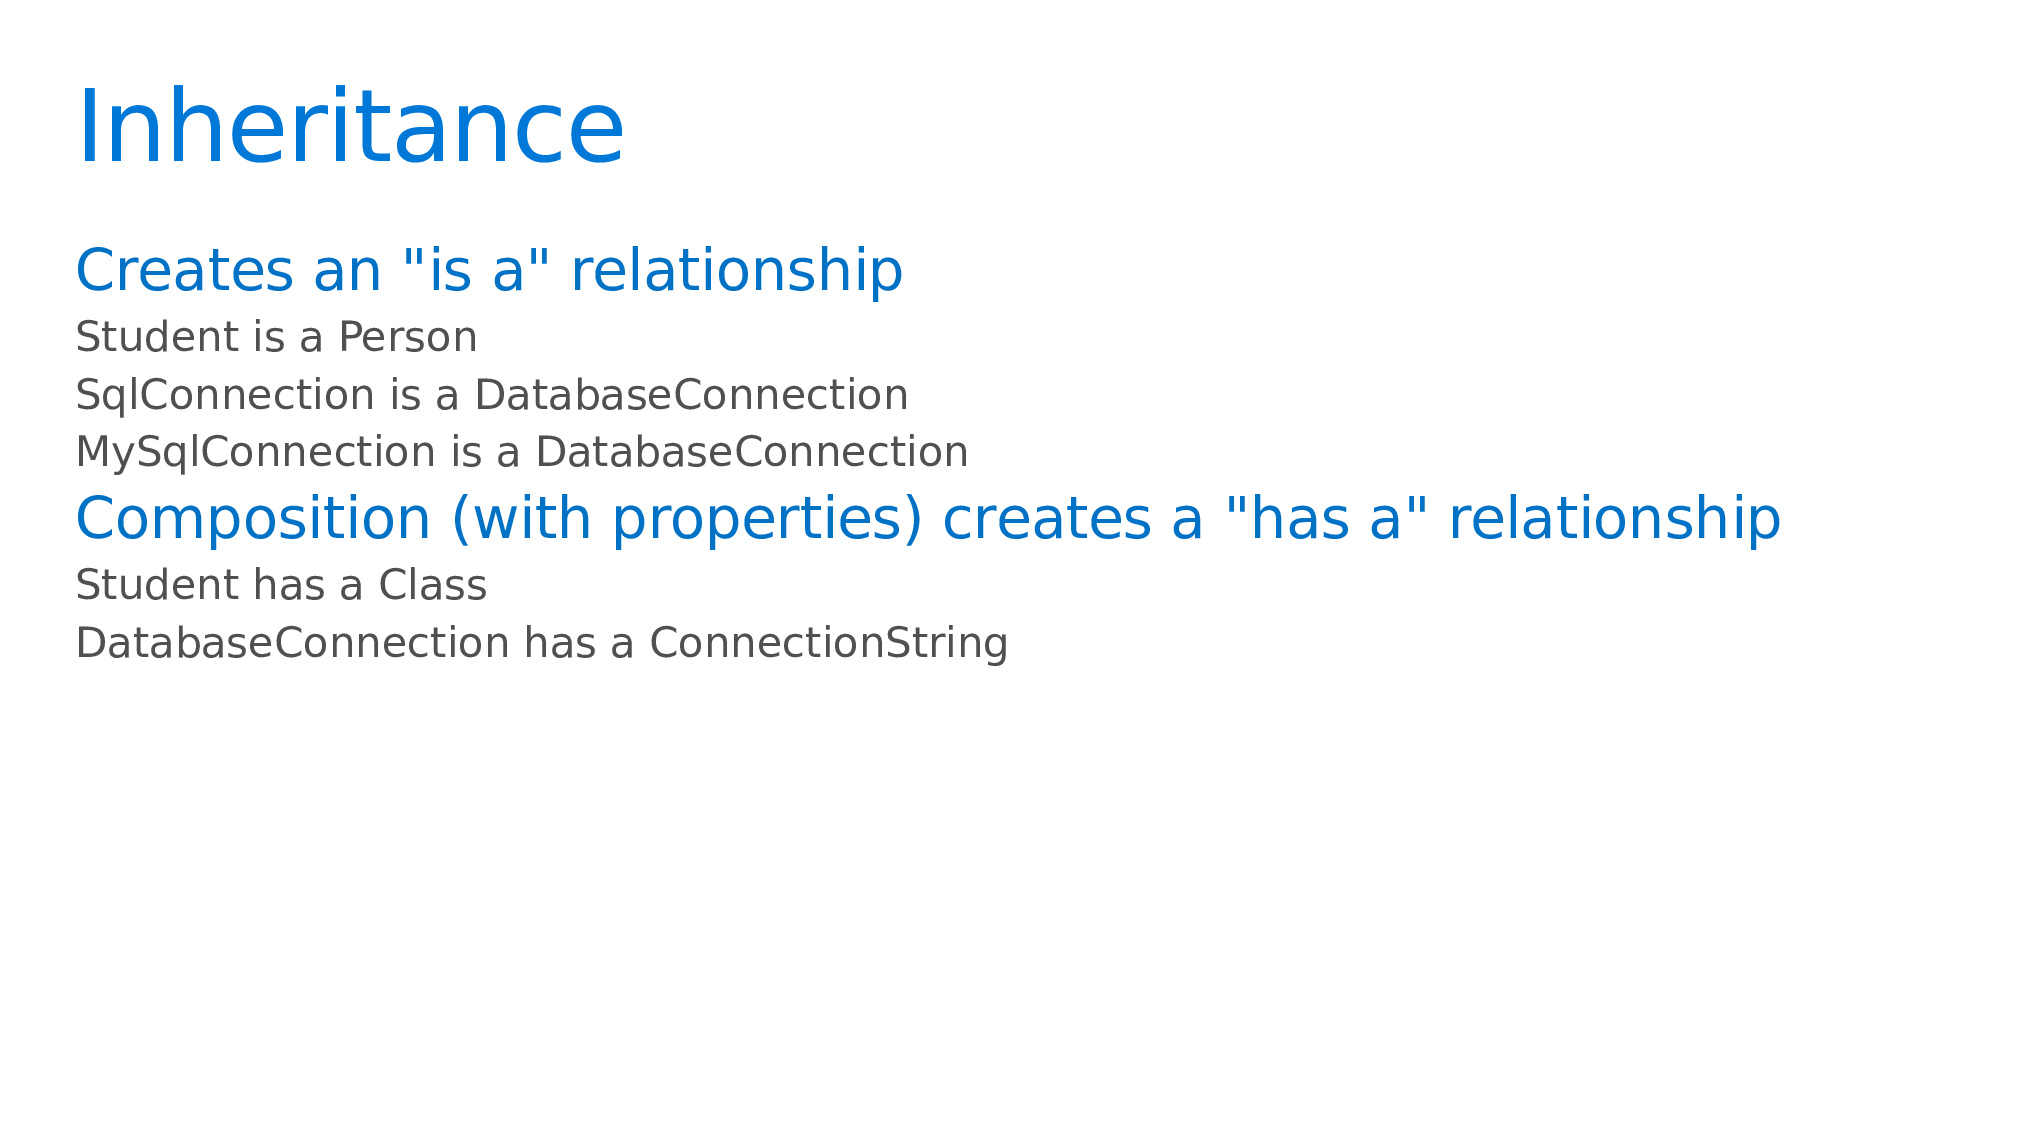 Inheritance
Creates an "is a" relationship
Student is a Person
SqlConnection is a DatabaseConnection
MySqlConnection is a DatabaseConnection
Composition (with properties) creates a "has a" relationship
Student has a Class
DatabaseConnection has a ConnectionString